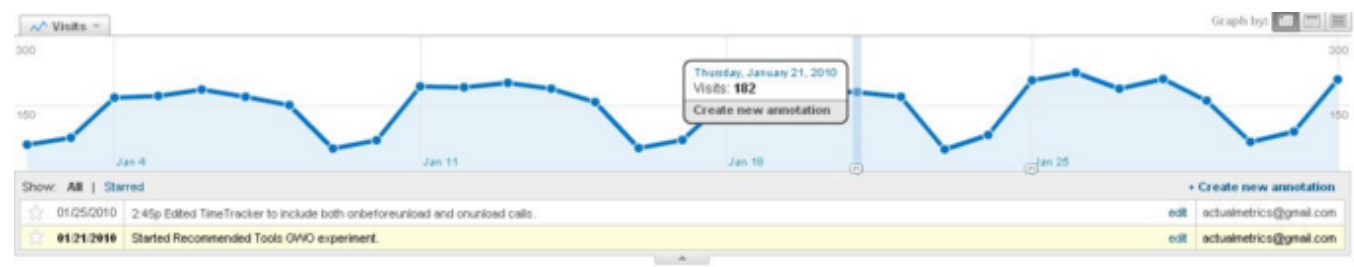 Visits
Graph by:
300
300
Thursday, January 21, 2010
Visits: 182
Create new annotation
150
150
Jan 4
Jan 11
Jan 18
Jan 25
Show: All | Starred
+ Create new annotation
01/25/2010 2:45p Edited TimeTracker to include both onbeforeunload and onunload calls. edit actualmetrics@gmail.com
01/21/2010 Started Recommended Tools GWO experiment. edit actualmetrics@gmail.com